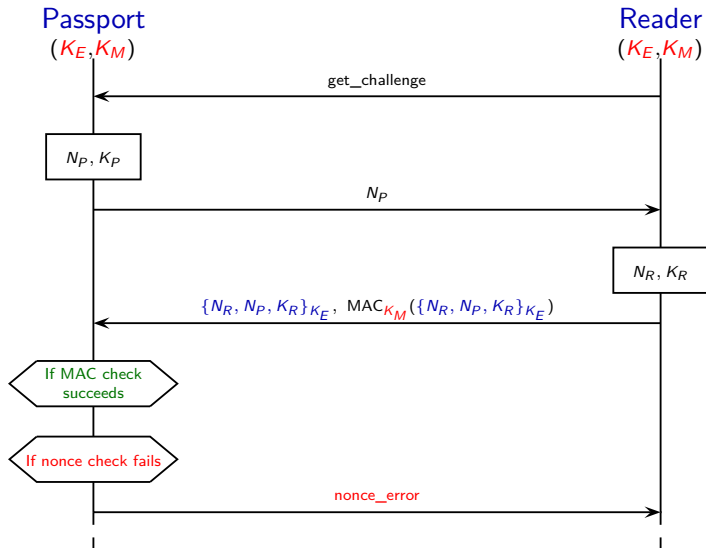 Passport Reader
(K_E,K_M) (K_E,K_M)
get_challenge
N_P, K_P
N_P
N_R, K_R
{N_R, N_P, K_R}_{K_E}, MAC_{K_M}({N_R, N_P, K_R}_{K_E})
If MAC check
succeeds
If nonce check fails
nonce_error